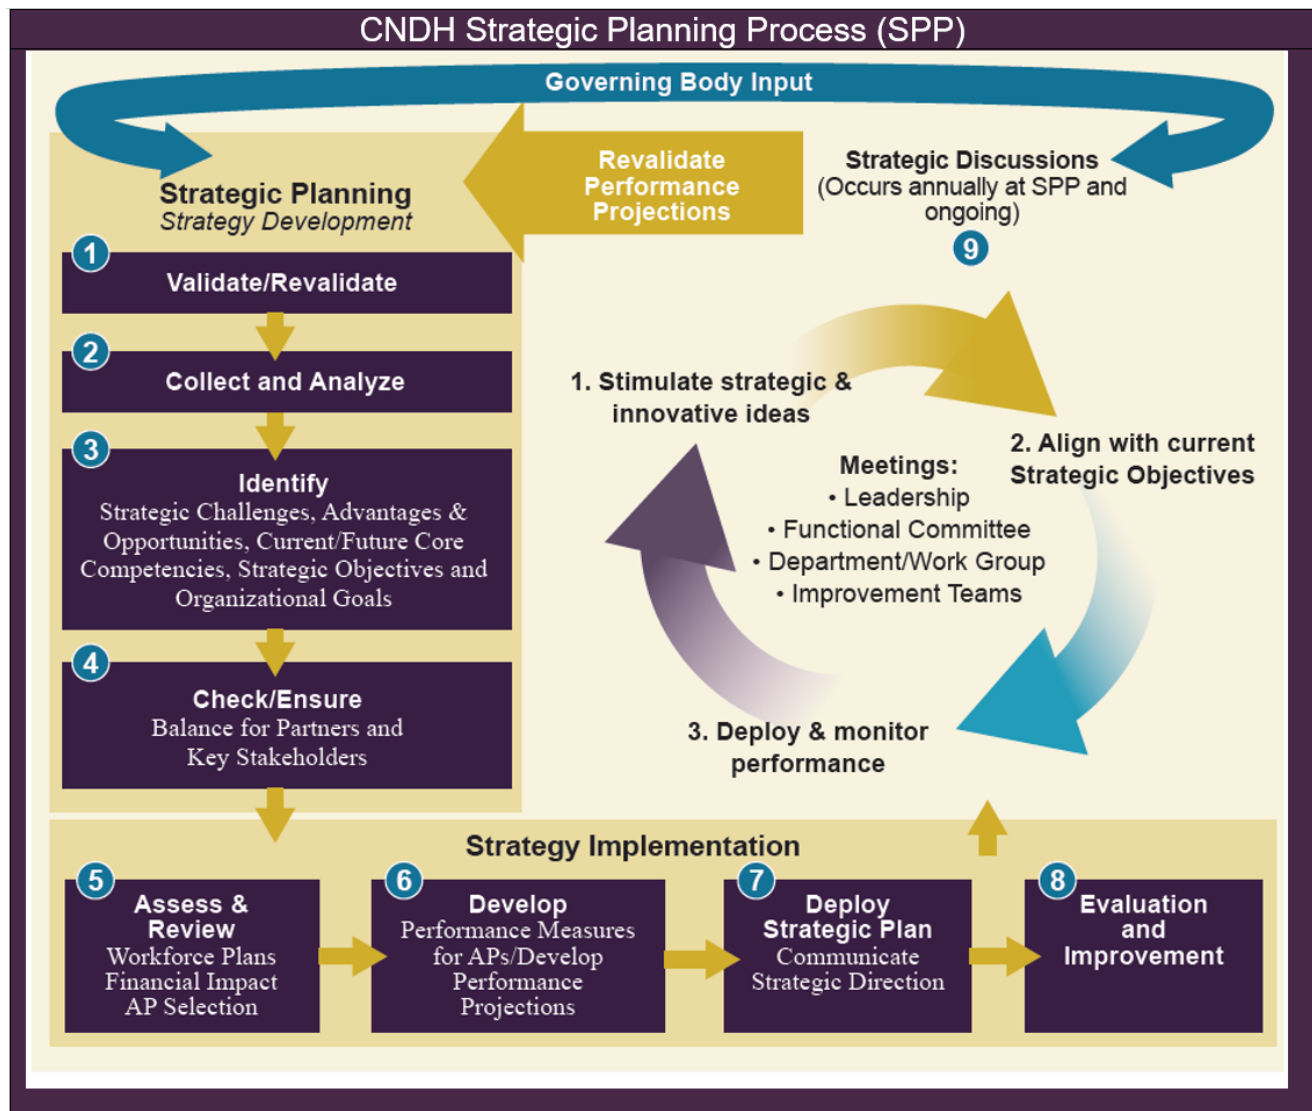 CNDH Strategic Planning Process (SPP)
Governing Body Input
Revalidate
Performance
Projections
Strategic Discussions
(Occurs annually at SPP and
ongoing)
9
Strategic Planning
Strategy Development
1
Validate/Revalidate
2
Collect and Analyze
3
Identify
Strategic Challenges, Advantages &
Opportunities, Current/Future Core
Competencies, Strategic Objectives and
Organizational Goals
4
Check/Ensure
Balance for Partners and
Key Stakeholders
1. Stimulate strategic &
innovative ideas
2. Align with current
Strategic Objectives
Meetings:
• Leadership
• Functional Committee
• Department/Work Group
• Improvement Teams
3. Deploy & monitor
performance
Strategy Implementation
5
Assess &
Review
Workforce Plans
Financial Impact
AP Selection
6
Develop
Performance Measures
for APs/Develop
Performance
Projections
7
Deploy
Strategic Plan
Communicate
Strategic Direction
8
Evaluation
and
Improvement